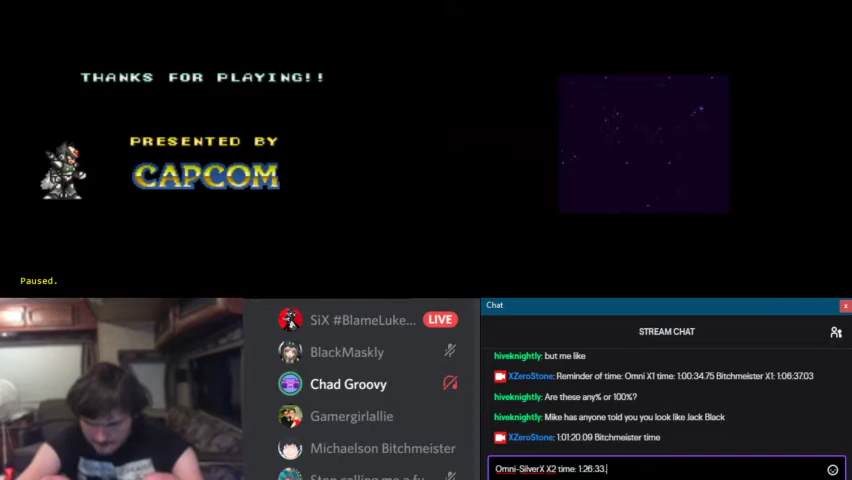 THANKS FOR PLAYING!!
PRESENTED BY
CAPCOM
Paused.
SiX #BlameLuke... LIVE
BlackMaskly
Chad Groovy
Gamergirlallie
Michaelson Bitchmeister
Chat
x
STREAM CHAT
hiveknightly: but me like
XZeroStone: Reminder of time: Omni X1 time: 1:00:34.75 Bitchmeister X1: 1:06:37.03
hiveknightly: Are these any% or 100%?
hiveknightly: Mike has anyone told you you look like Jack Black
XZeroStone: 1:01:20.09 Bitchmeister time
Omni-SilverX X2 time: 1:26:33.